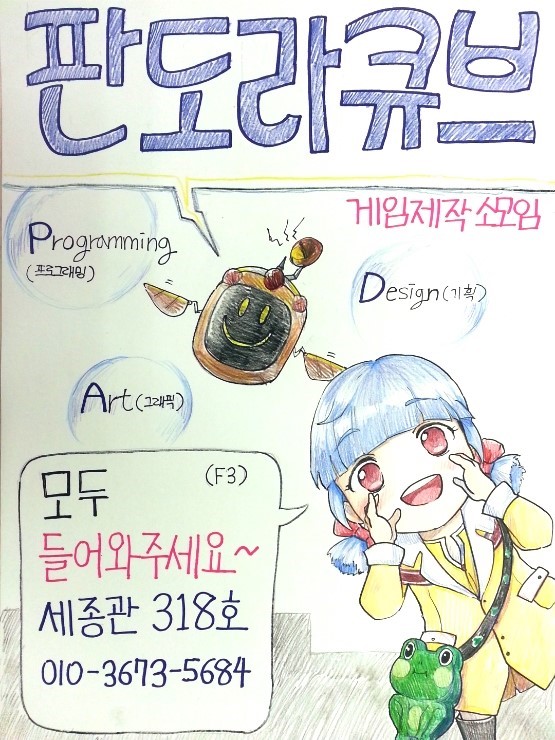 판도라큐브
게임제작 소모임
Programming
(프로그래밍)
Design(기획)
Art(그래픽)
(F3)
모두
들어와주세요~
세종관 318호
010-3673-5684